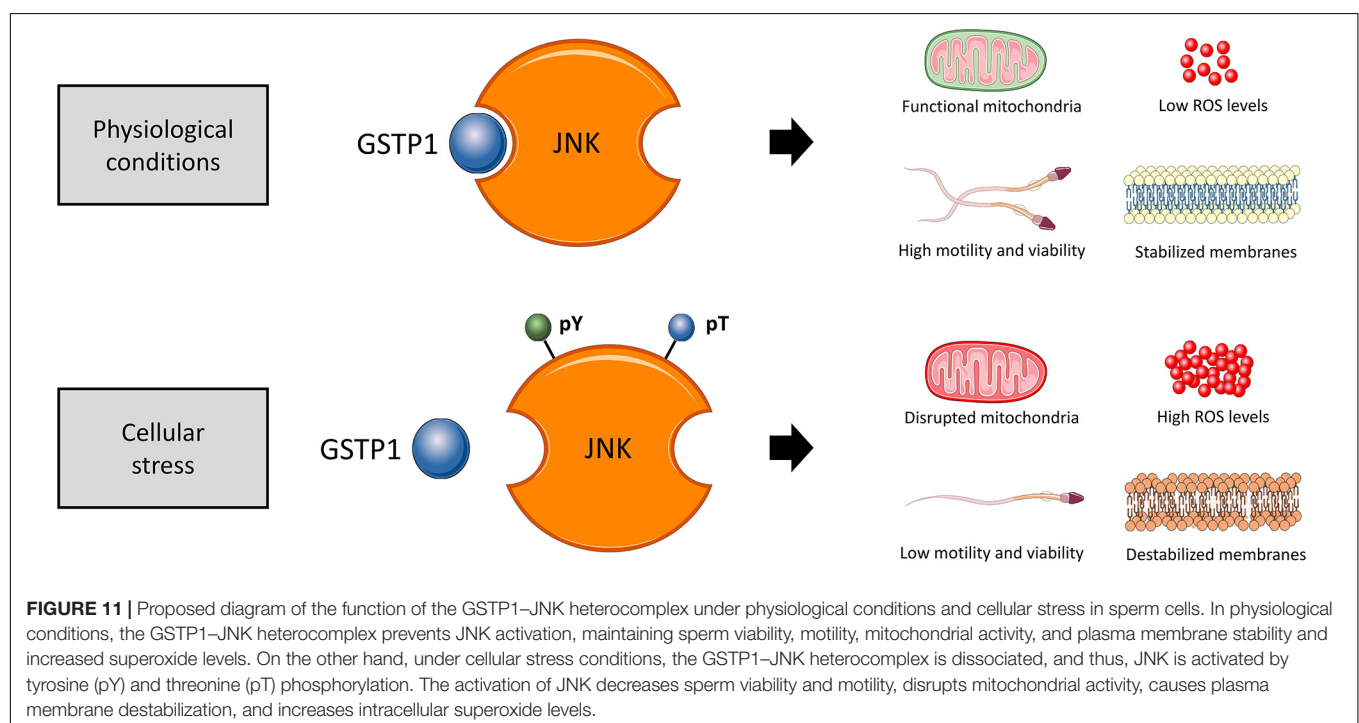 Physiological
conditions
GSTP1
JNK
Functional mitochondria
Low ROS levels
High motility and viability
Stabilized membranes
Cellular
stress
GSTP1
pY
pT
JNK
Disrupted mitochondria
High ROS levels
Low motility and viability
Destabilized membranes
FIGURE 11 | Proposed diagram of the function of the GSTP1–JNK heterocomplex under physiological conditions and cellular stress in sperm cells. In physiological
conditions, the GSTP1–JNK heterocomplex prevents JNK activation, maintaining sperm viability, motility, mitochondrial activity, and plasma membrane stability and
increased superoxide levels. On the other hand, under cellular stress conditions, the GSTP1–JNK heterocomplex is dissociated, and thus, JNK is activated by
tyrosine (pY) and threonine (pT) phosphorylation. The activation of JNK decreases sperm viability and motility, disrupts mitochondrial activity, causes plasma
membrane destabilization, and increases intracellular superoxide levels.